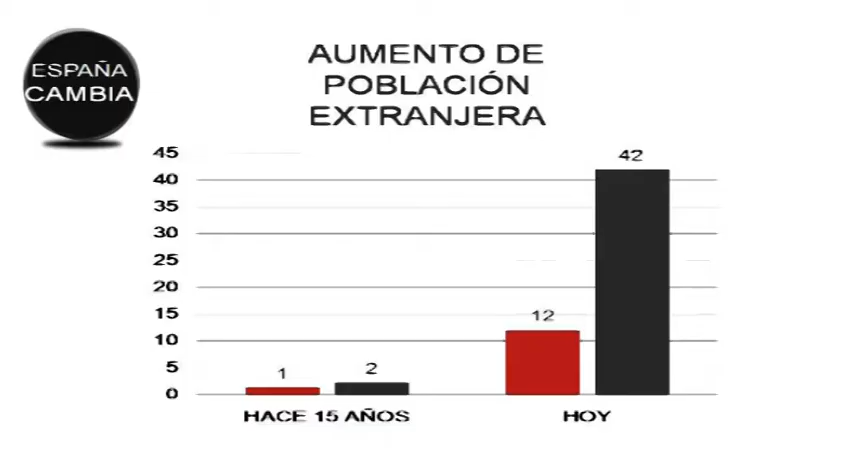 ESPAÑA
CAMBIA
AUMENTO DE
POBLACIÓN
EXTRANJERA
45
40
35
30
25
20
15
10
5
0
1
2
12
42
HACE 15 AÑOS
HOY